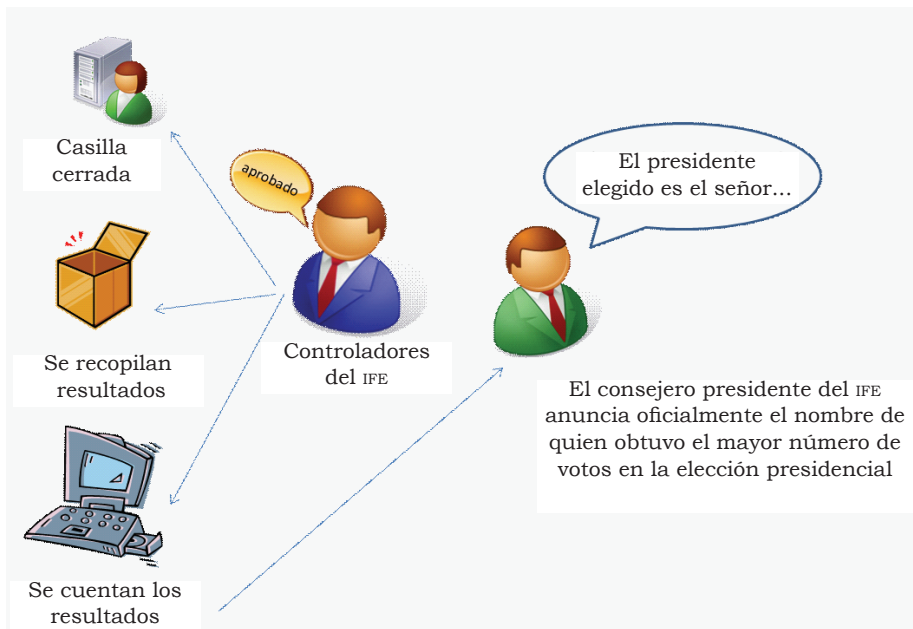 Casilla
cerrada
aprobado
El presidente
elegido es el señor...
Se recopilan
resultados
Controladores
del IFE
El consejero presidente del IFE
anuncia oficialmente el nombre de
quien obtuvo el mayor número de
votos en la elección presidencial
Se cuentan los
resultados